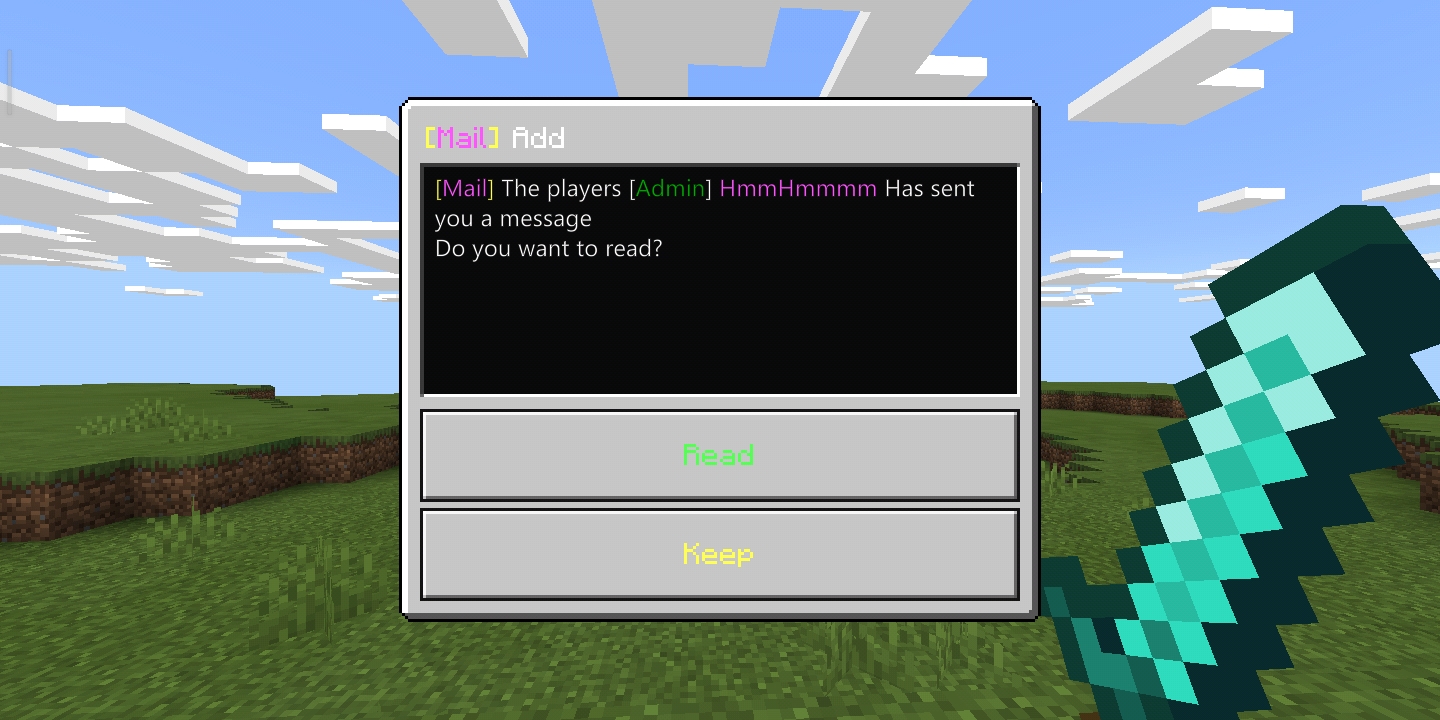 [Mail] Add
[Mail] The players [Admin] HmmHmmmm Has sent
you a message
Do you want to read?
Read
Keep